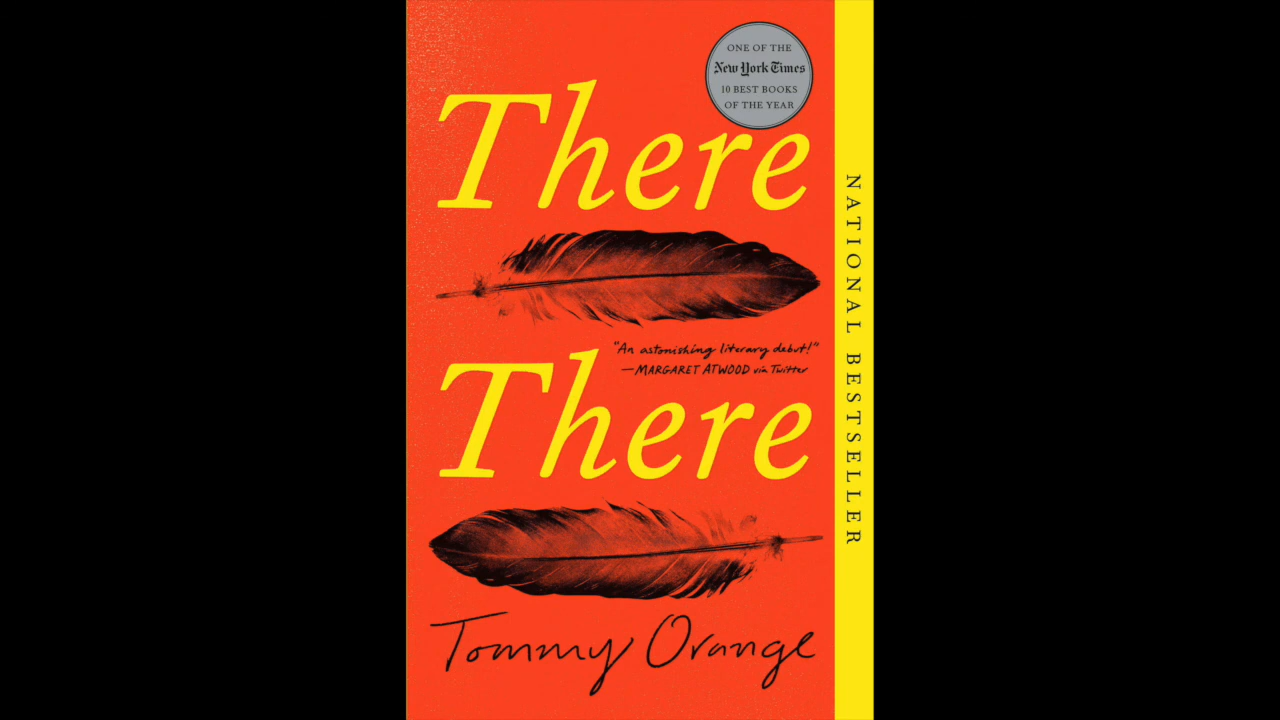 ONE OF THE
New York Times
10 BEST BOOKS
OF THE YEAR
There
"An astonishing literary debut!"
—MARGARET ATWOOD via Twitter
There
Tommy Orange
NATIONAL BESTSELLER